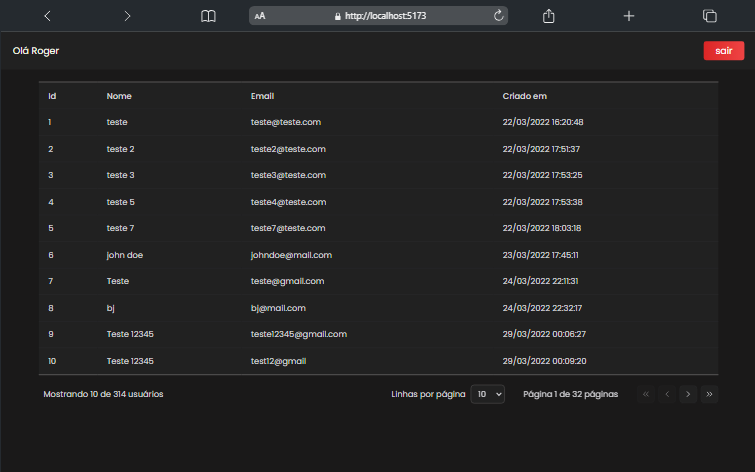 AA http://localhost:5173
Olá Roger sair
Id Nome Email Criado em
1 teste teste@teste.com 22/03/2022 16:20:48
2 teste 2 teste2@teste.com 22/03/2022 17:51:37
3 teste 3 teste3@teste.com 22/03/2022 17:53:25
4 teste 5 teste4@teste.com 22/03/2022 17:53:38
5 teste 7 teste7@teste.com 22/03/2022 18:03:18
6 john doe johndoe@mail.com 23/03/2022 17:45:11
7 Teste teste@gmail.com 24/03/2022 22:11:31
8 bj bj@mail.com 24/03/2022 22:32:17
9 Teste 12345 teste12345@gmail.com 29/03/2022 00:06:27
10 Teste 12345 test12@gmail 29/03/2022 00:09:20
Mostrando 10 de 314 usuários Linhas por página 10 Página 1 de 32 páginas « ‹ › »